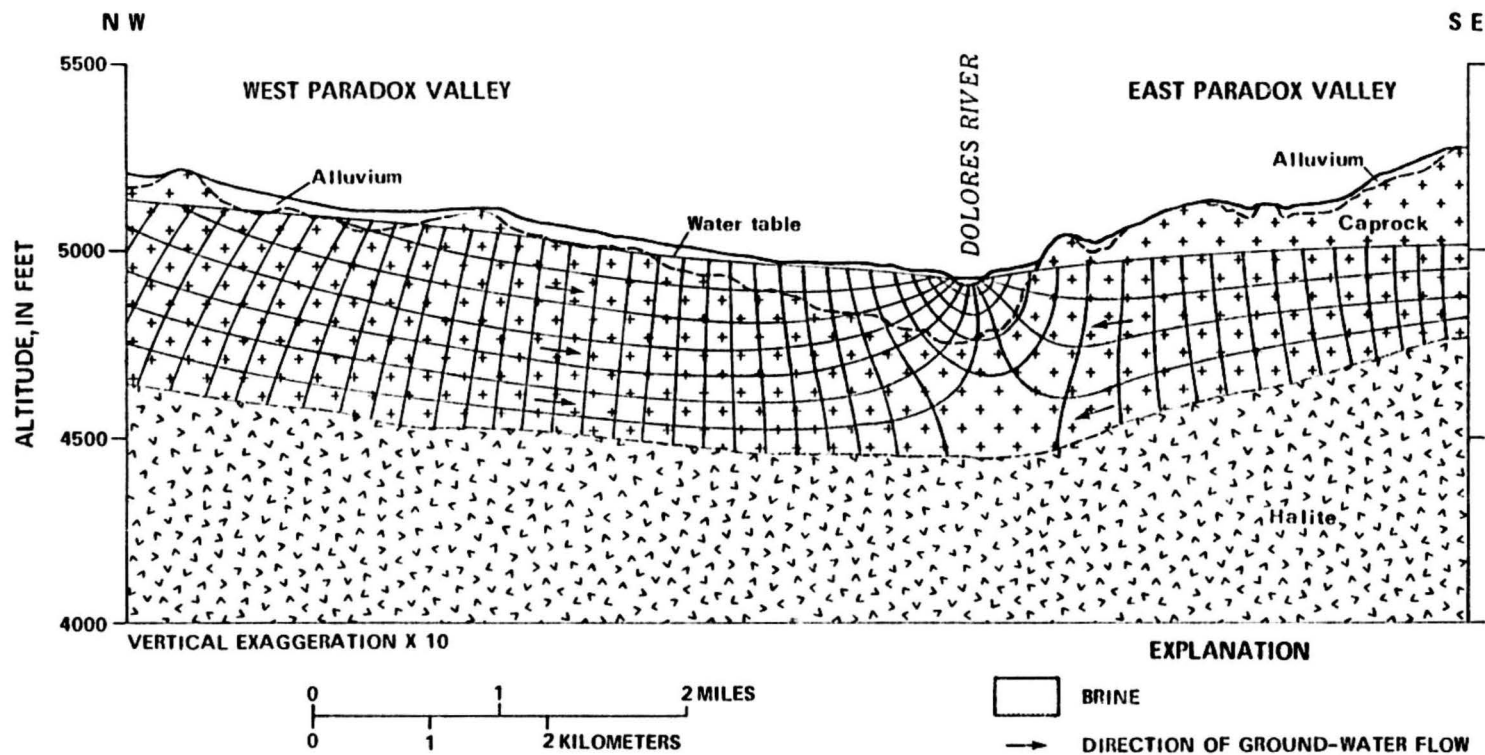 N W
S E
5500
WEST PARADOX VALLEY
DOLORES RIVER
EAST PARADOX VALLEY
Alluvium
Alluvium
Water table
Caprock
5000
ALTITUDE, IN FEET
4500
Halite
4000
VERTICAL EXAGGERATION X 10
EXPLANATION
0 1 2 MILES
0 1 2 KILOMETERS
BRINE
DIRECTION OF GROUND-WATER FLOW